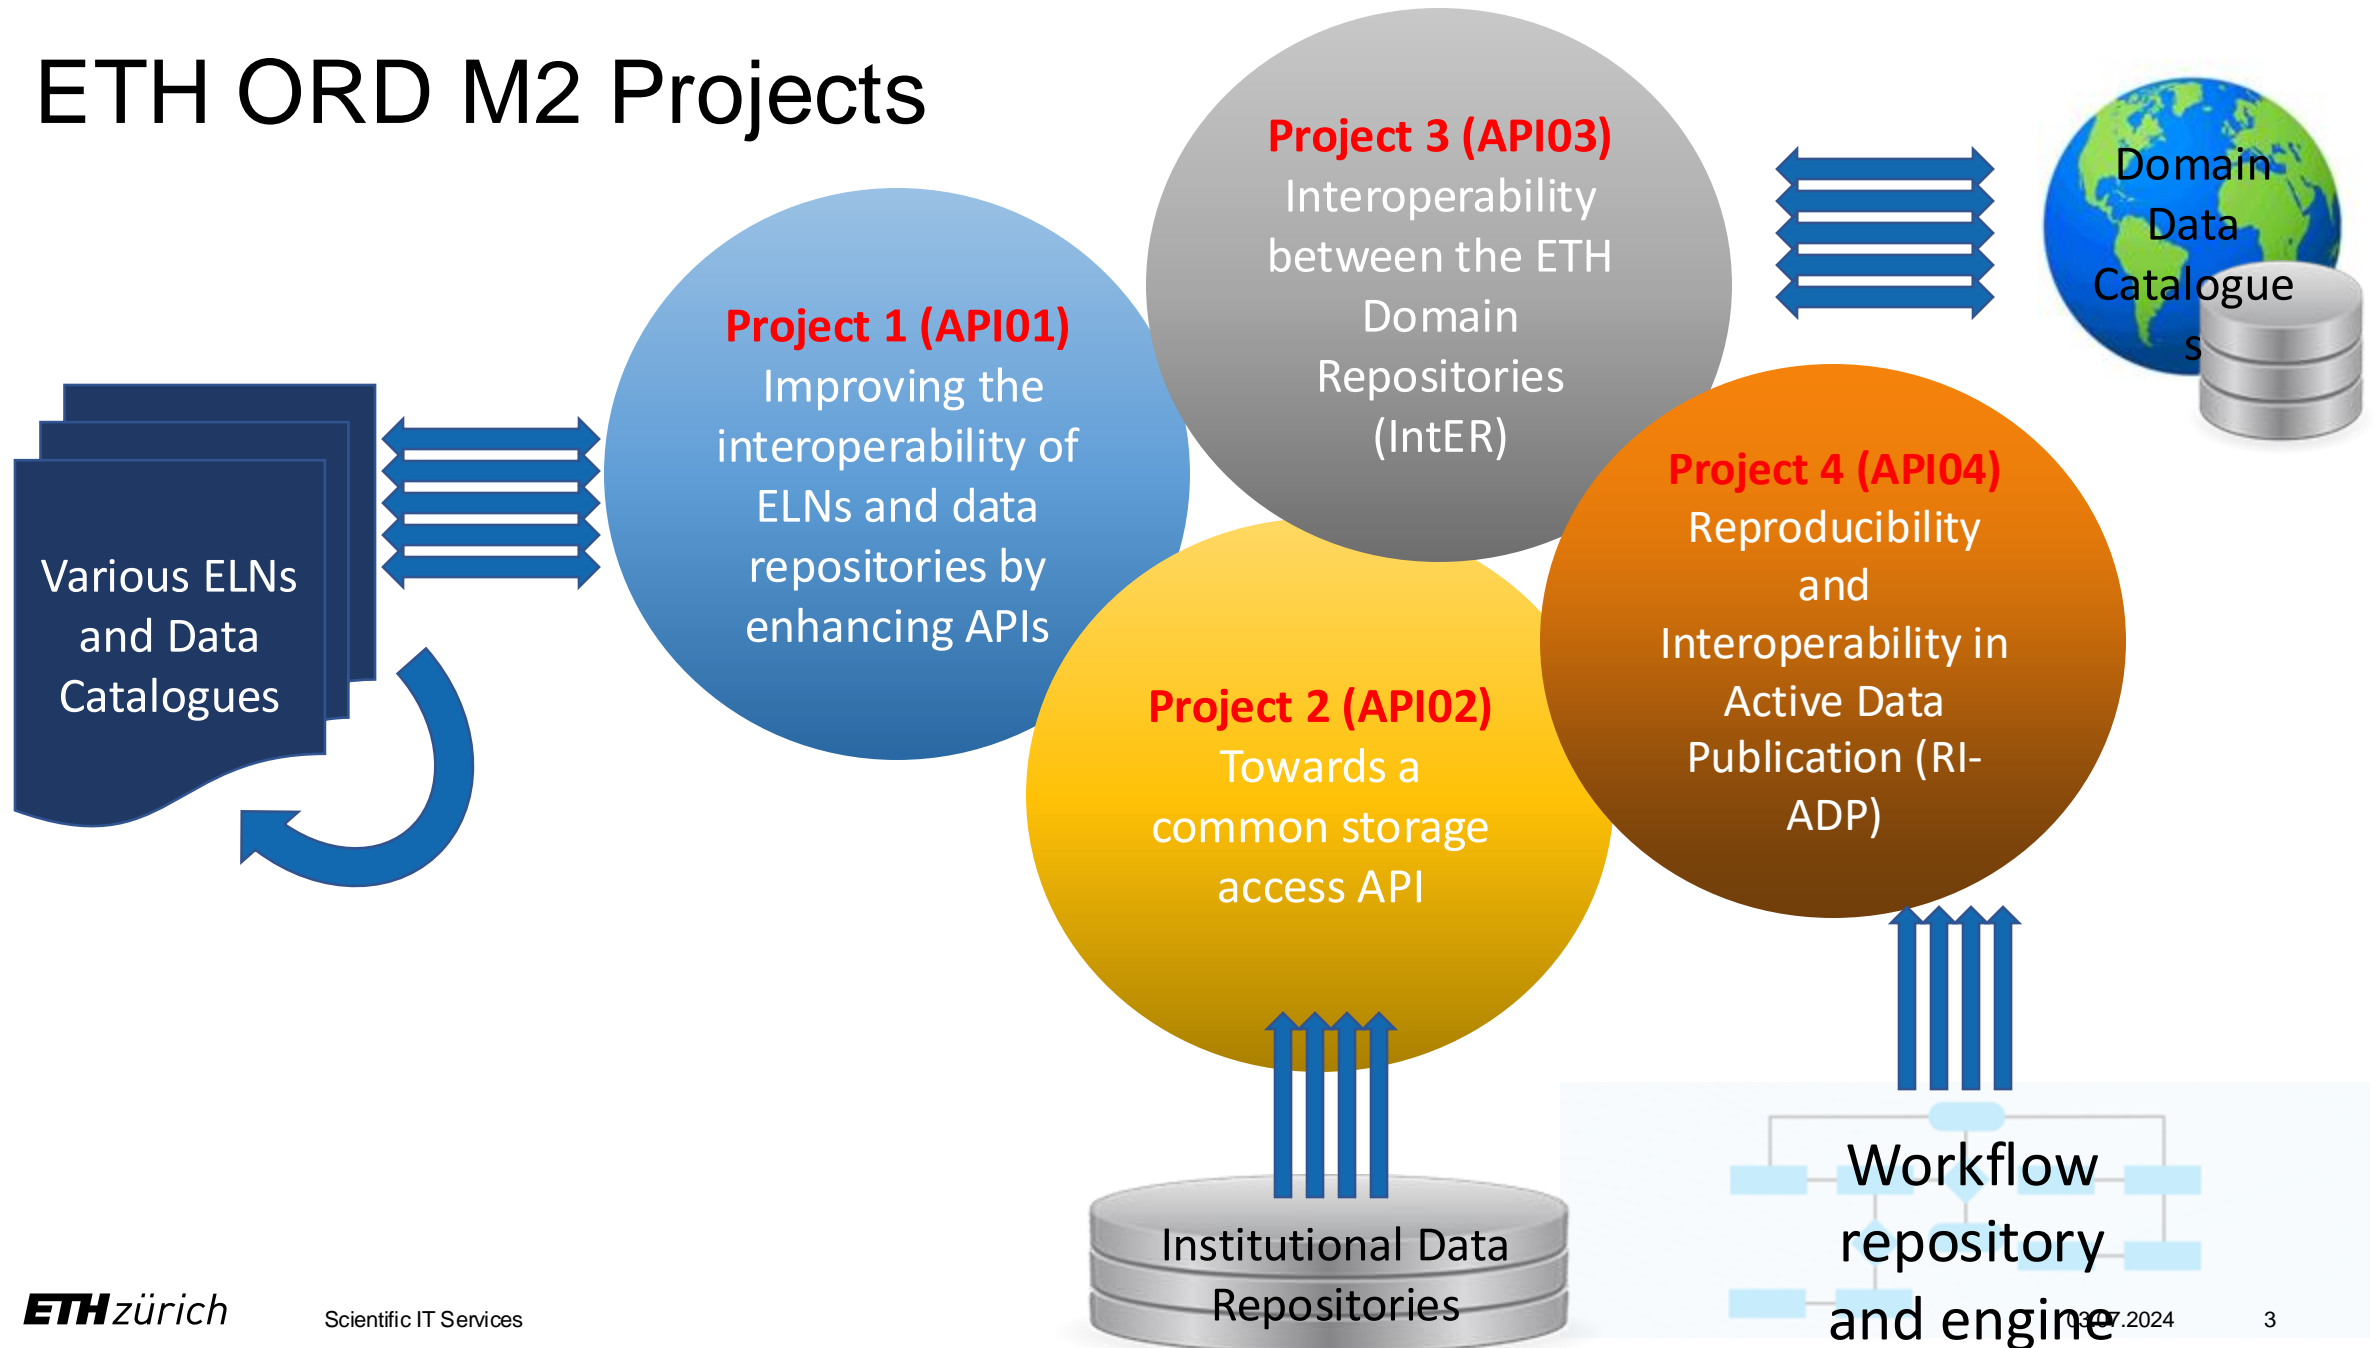 ETH ORD M2 Projects
Project 1 (API01)
Improving the
interoperability of
ELNs and data
repositories by
enhancing APIs
Project 3 (API03)
Interoperability
between the ETH
Domain
Repositories
(IntER)
Domain
Data
Catalogue
s
Various ELNs
and Data
Catalogues
Project 2 (API02)
Towards a
common storage
access API
Project 4 (API04)
Reproducibility
and
Interoperability in
Active Data
Publication (RI-
ADP)
Institutional Data
Repositories
Workflow
repository
and engine
ETH zürich
Scientific IT Services
03.07.2024
3